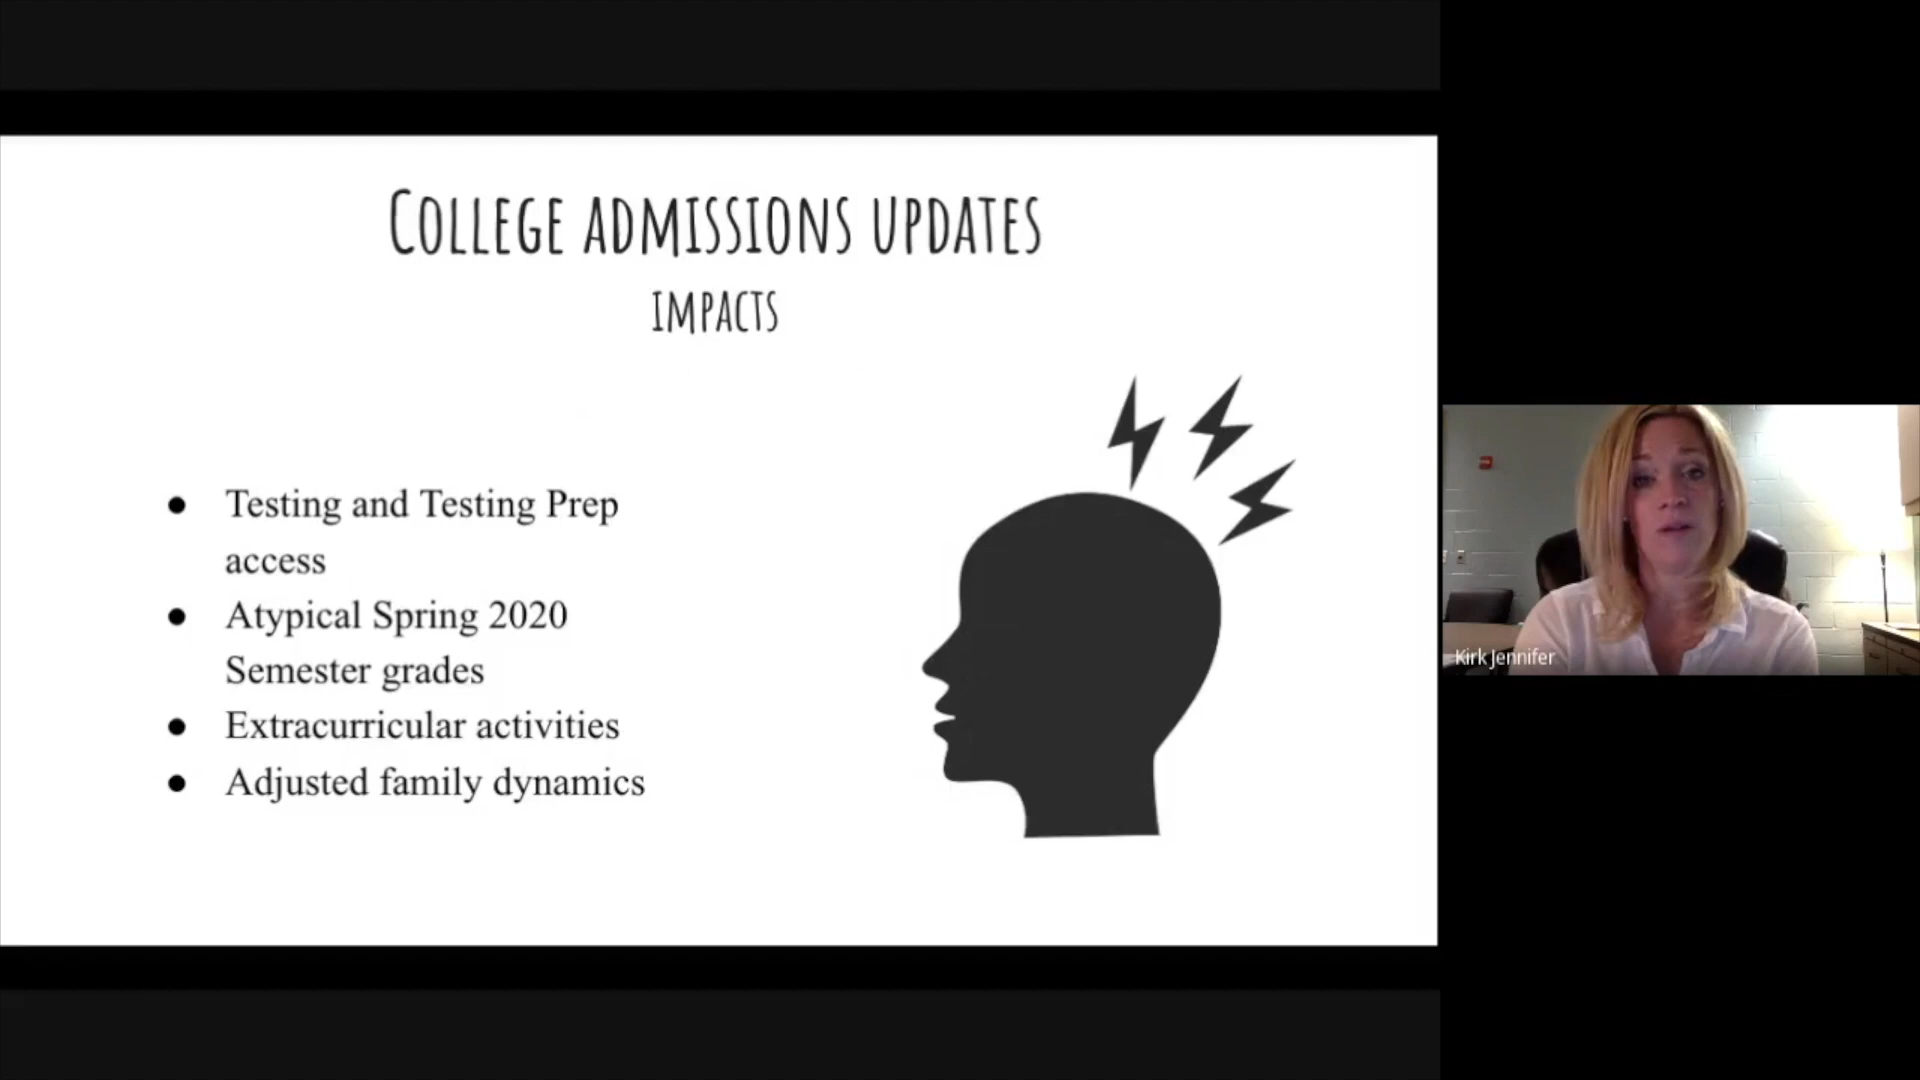 College admissions updates
impacts
● Testing and Testing Prep
access
● Atypical Spring 2020
Semester grades
● Extracurricular activities
● Adjusted family dynamics
Kirk Jennifer